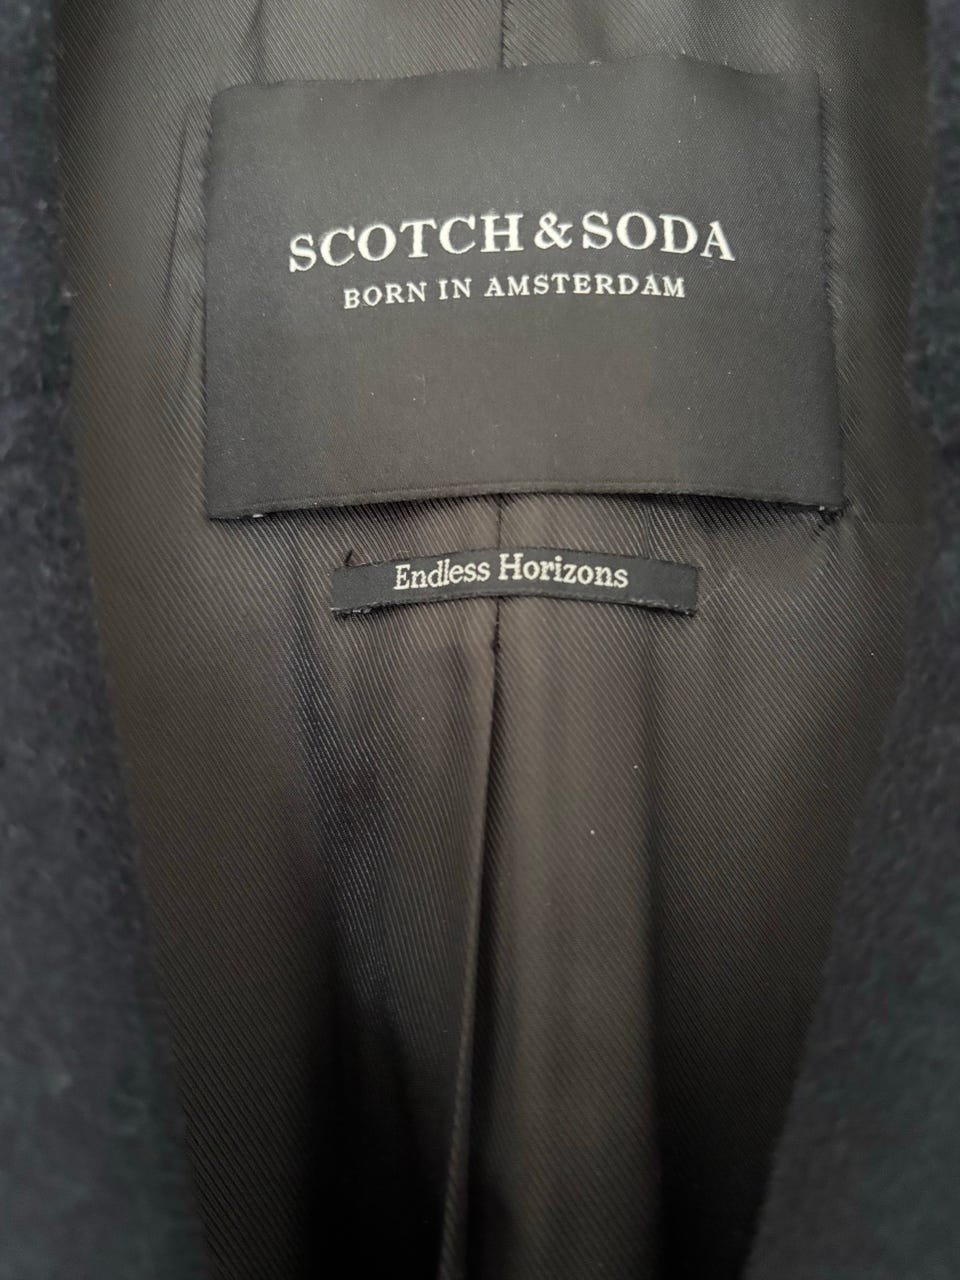 SCOTCH & SODA
BORN IN AMSTERDAM
Endless Horizons